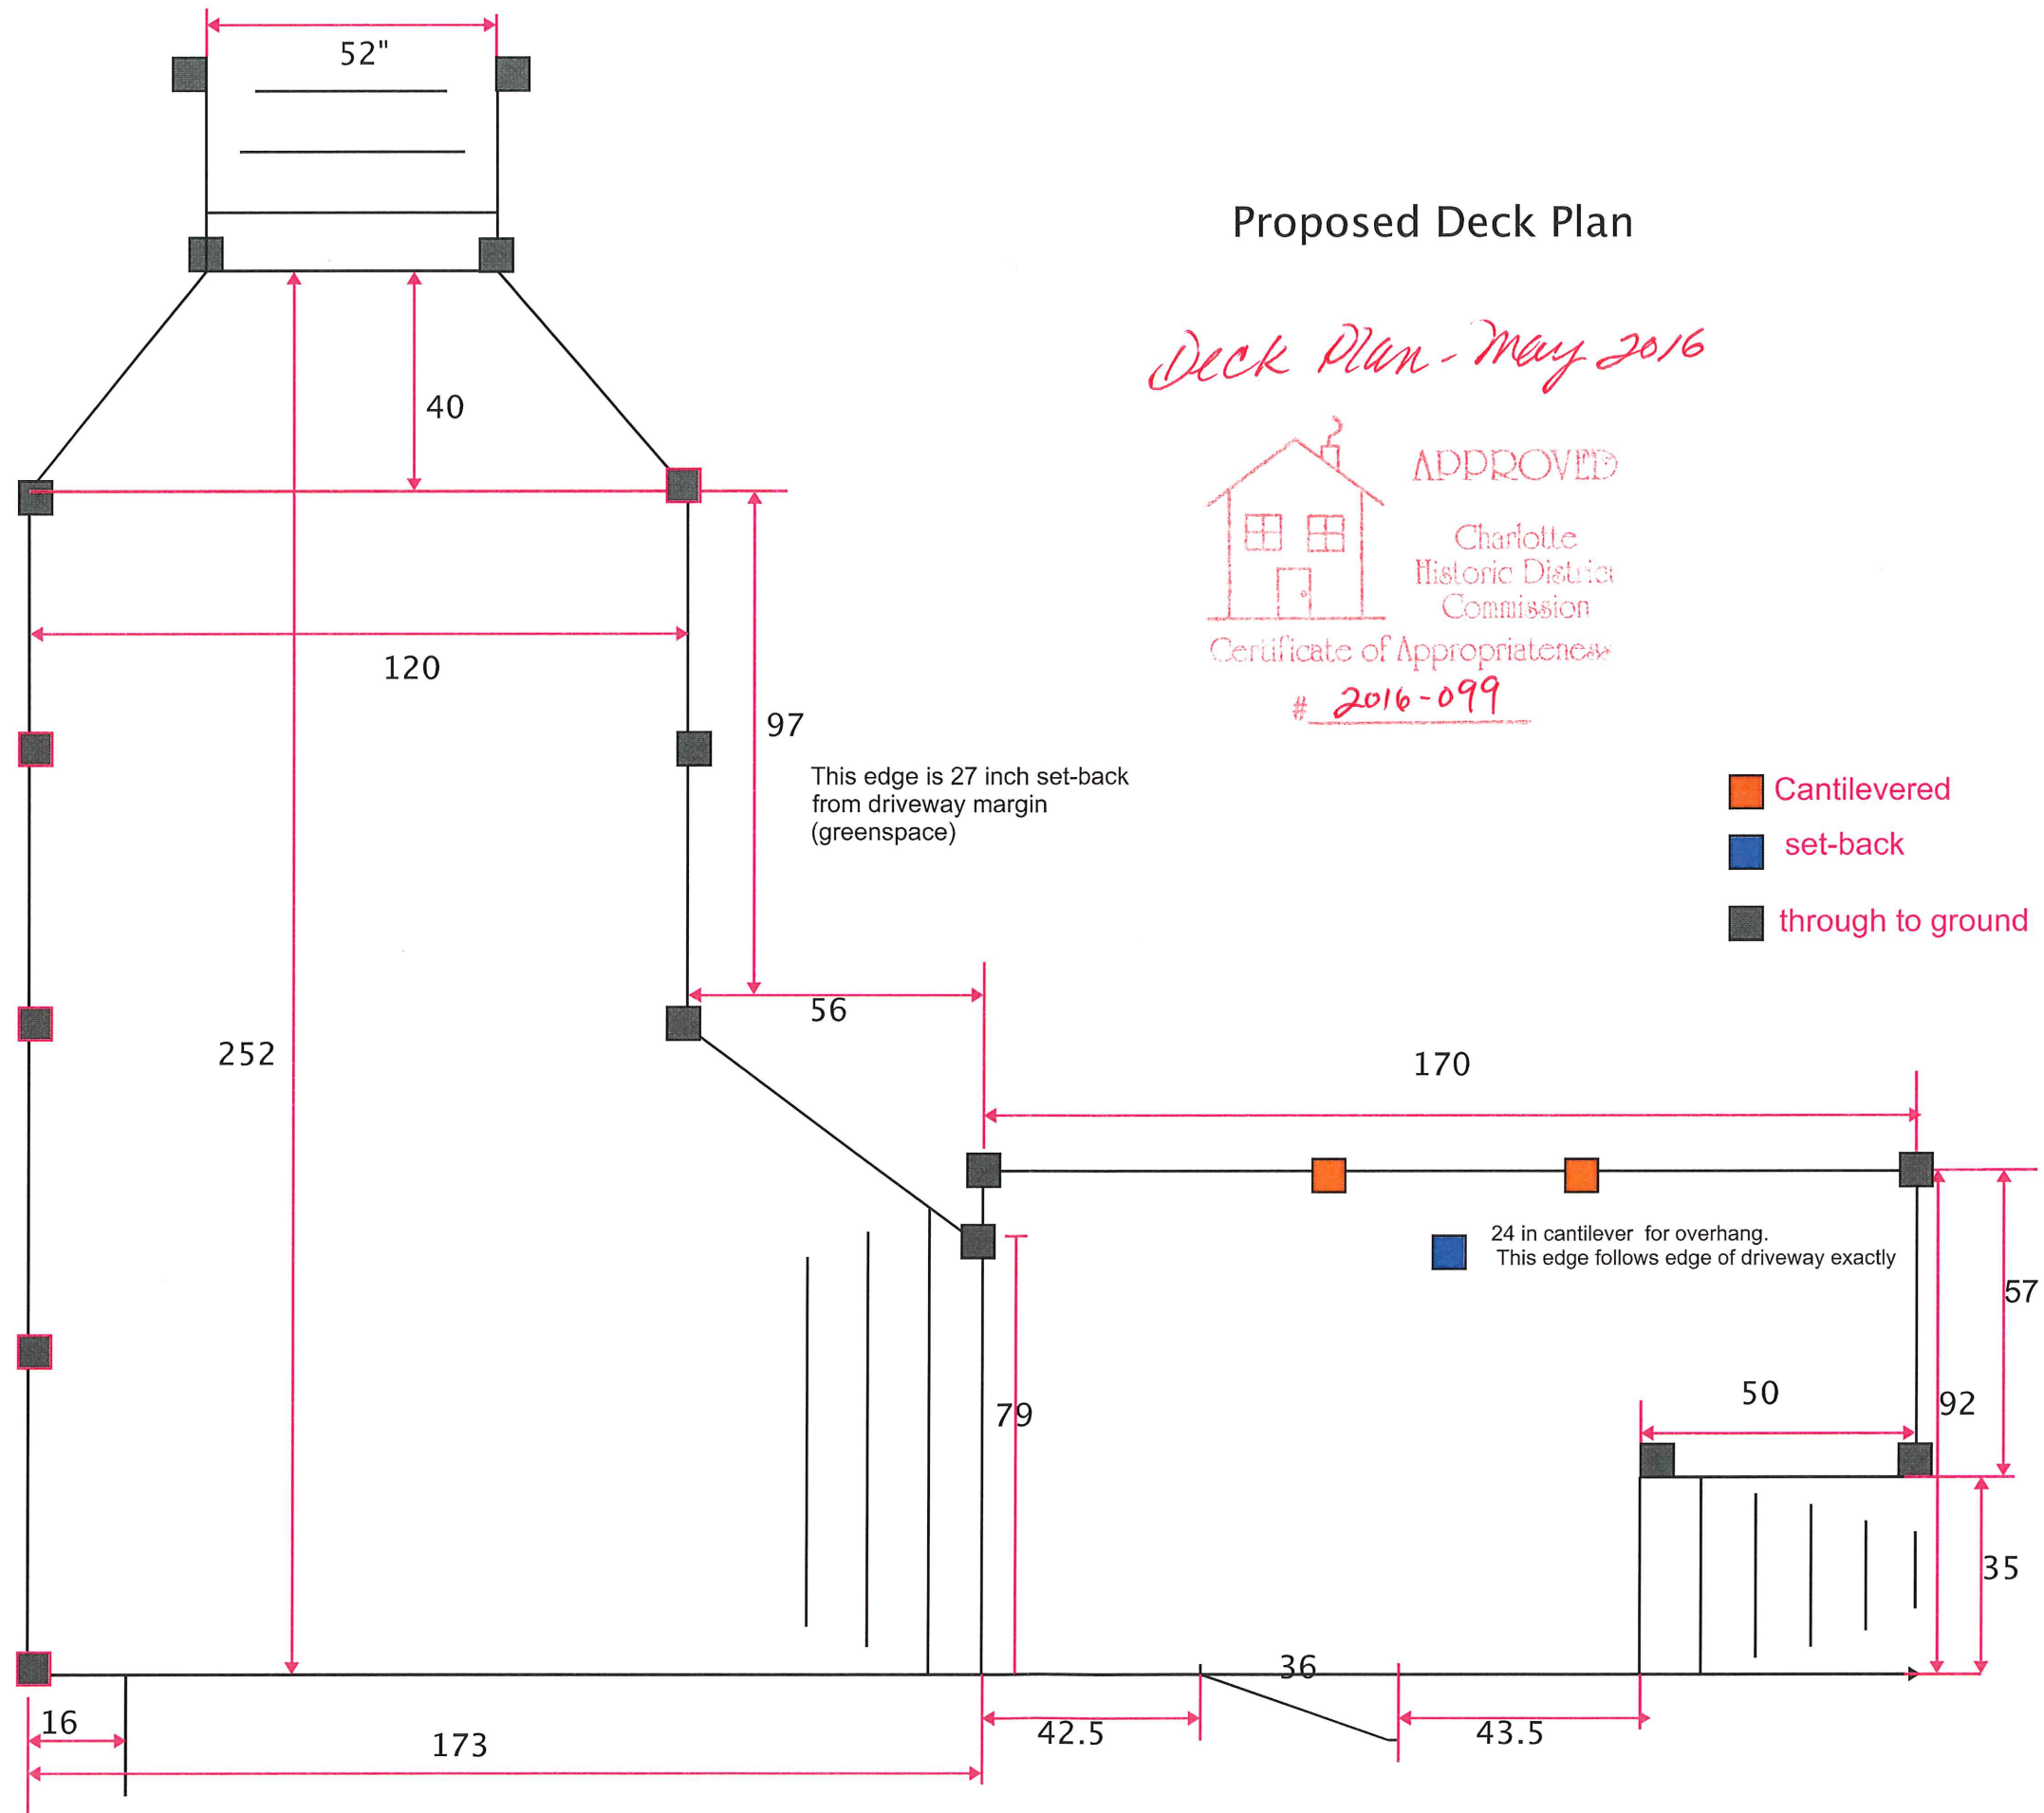 52"
Proposed Deck Plan
Deck Plan - May 2016
40
APPROVED
Charlotte
Historic District
Commission
Certificate of Appropriateness
# 2016-099
120
97
This edge is 27 inch set-back
from driveway margin
(greenspace)
Cantilevered
set-back
through to ground
56
252
170
24 in cantilever for overhang.
This edge follows edge of driveway exactly
57
50
92
79
35
36
16
42.5
43.5
173